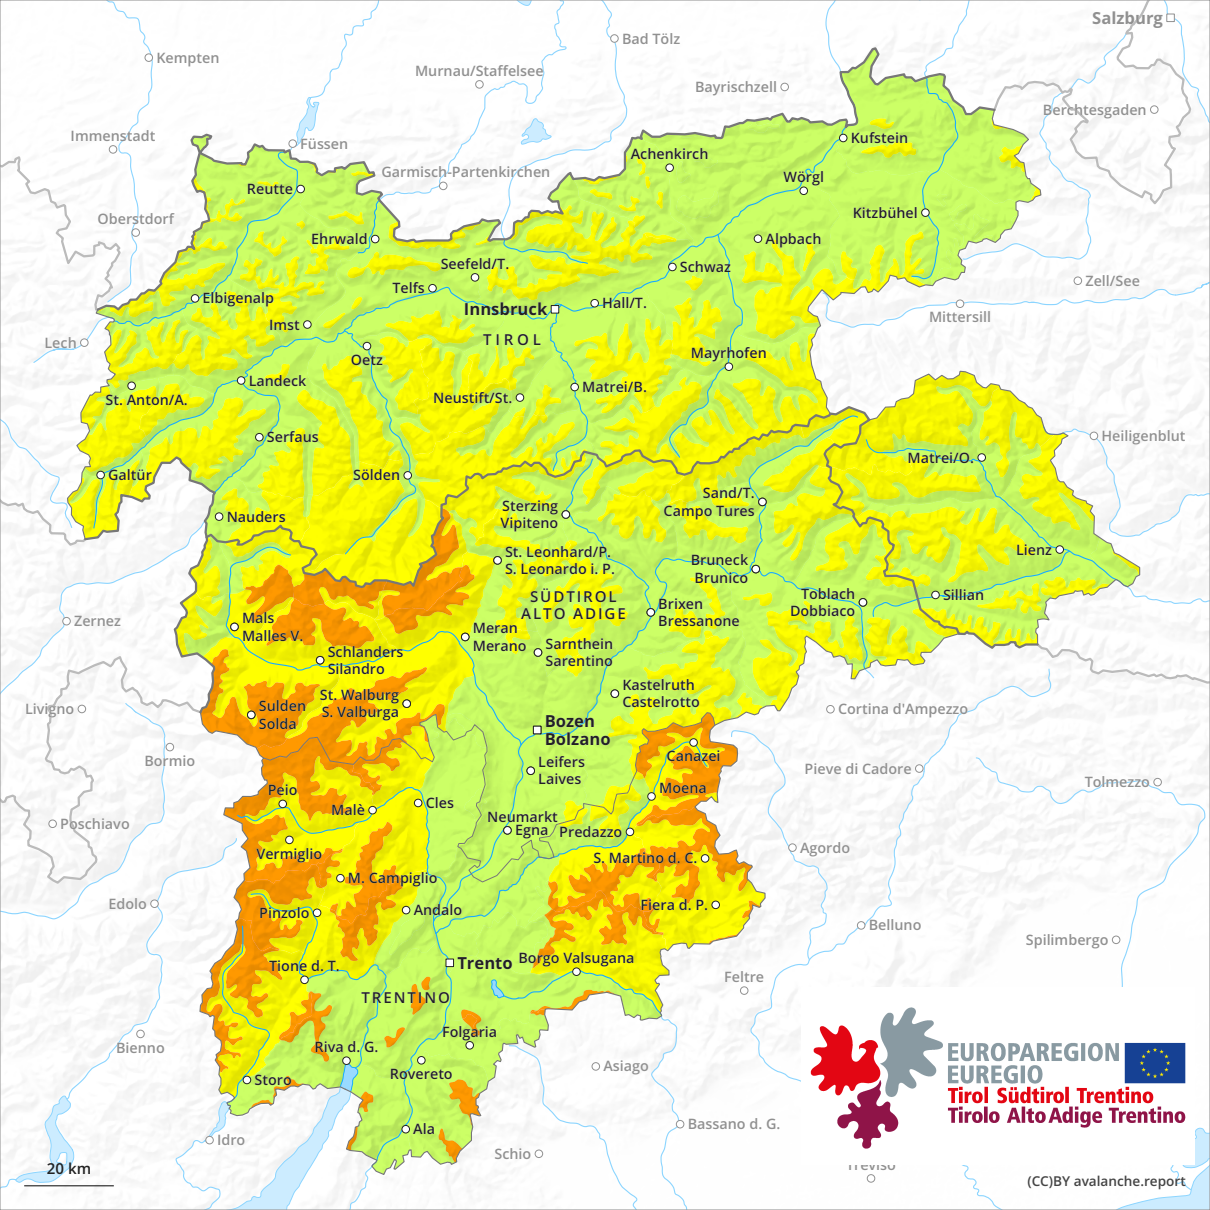 Salzburg
Bad Tölz
Kempten
Murnau/Staffelsee
Bayrischzell
Berchtesgaden
Immenstadt
Füssen
Kufstein
Achenkirch
Garmisch-Partenkirchen
Wörgl
Reutte
Oberstdorf
Kitzbühel
Ehrwald
Alpbach
Seefeld/T.
Schwaz
Zell/See
Telfs
Elbigenalp
Hall/T.
Innsbruck
Mittersill
Imst
TIROL
Lech
Oetz
Mayrhofen
Landeck
St. Anton/A.
Neustift/St.
Matrei/B.
Serfaus
Heiligenblut
Matrei/O.
Galtür
Sölden
Sand/T.
Campo Tures
Sterzing
Vipiteno
Nauders
St. Leonhard/P.
S. Leonardo i. P.
Lienz
Bruneck
Brunico
SÜDTIROL
ALTO ADIGE
Toblach
Dobbiaco
Sillian
Brixen
Bressanone
Zernez
Mals
Malles V.
Meran
Merano
Sarnthein
Sarentino
Schlanders
Silandro
St. Walburg
S. Valburga
Kastelruth
Castelrotto
Livigno
Sulden
Solda
Cortina d'Ampezzo
Bozen
Bolzano
Bormio
Canazei
Leifers
Laives
Pieve di Cadore
Tolmezzo
Peio
Moena
Malè
Cles
Neumarkt
Egna
Predazzo
Poschiavo
Vermiglio
Agordo
S. Martino d. C.
M. Campiglio
Edolo
Pinzolo
Andalo
Fiera d. P.
Belluno
Spilimbergo
Tione d. T.
Trento
Borgo Valsugana
Feltre
TRENTINO
Bienno
Riva d. G.
Folgaria
Rovereto
Asiago
Storo
Ala
Idro
Schio
Bassano d. G.
Treviso
EUROPAREGION
EUREGIO
Tirol Südtirol Trentino
Tirolo Alto Adige Trentino
20 km
(CC)BY avalanche.report